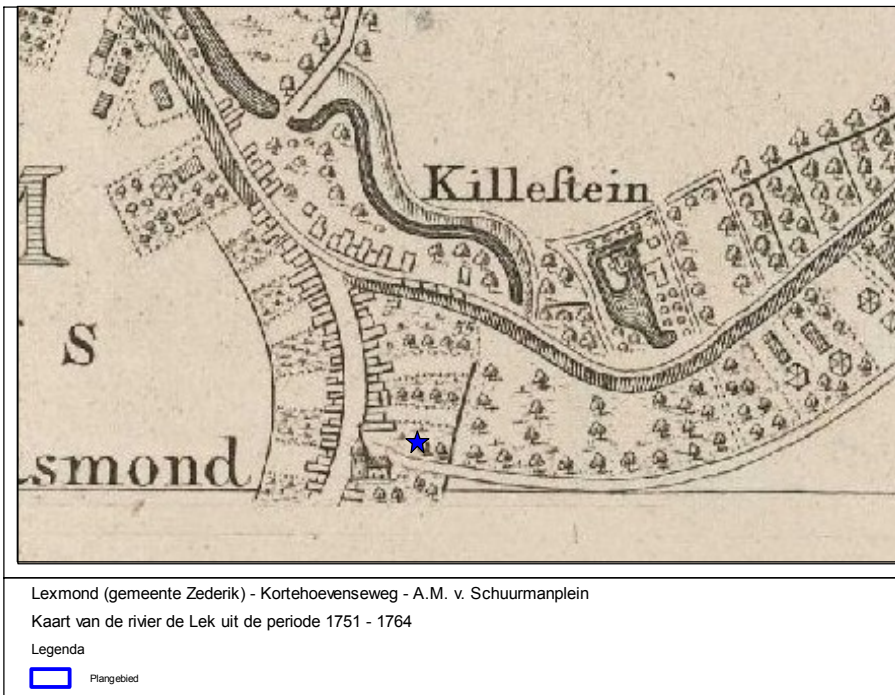 Killeſtein
M
S
smond
Lexmond (gemeente Zederik) - Kortehoevenseweg - A.M. v. Schuurmanplein
Kaart van de rivier de Lek uit de periode 1751 - 1764
Legenda
Plangebied